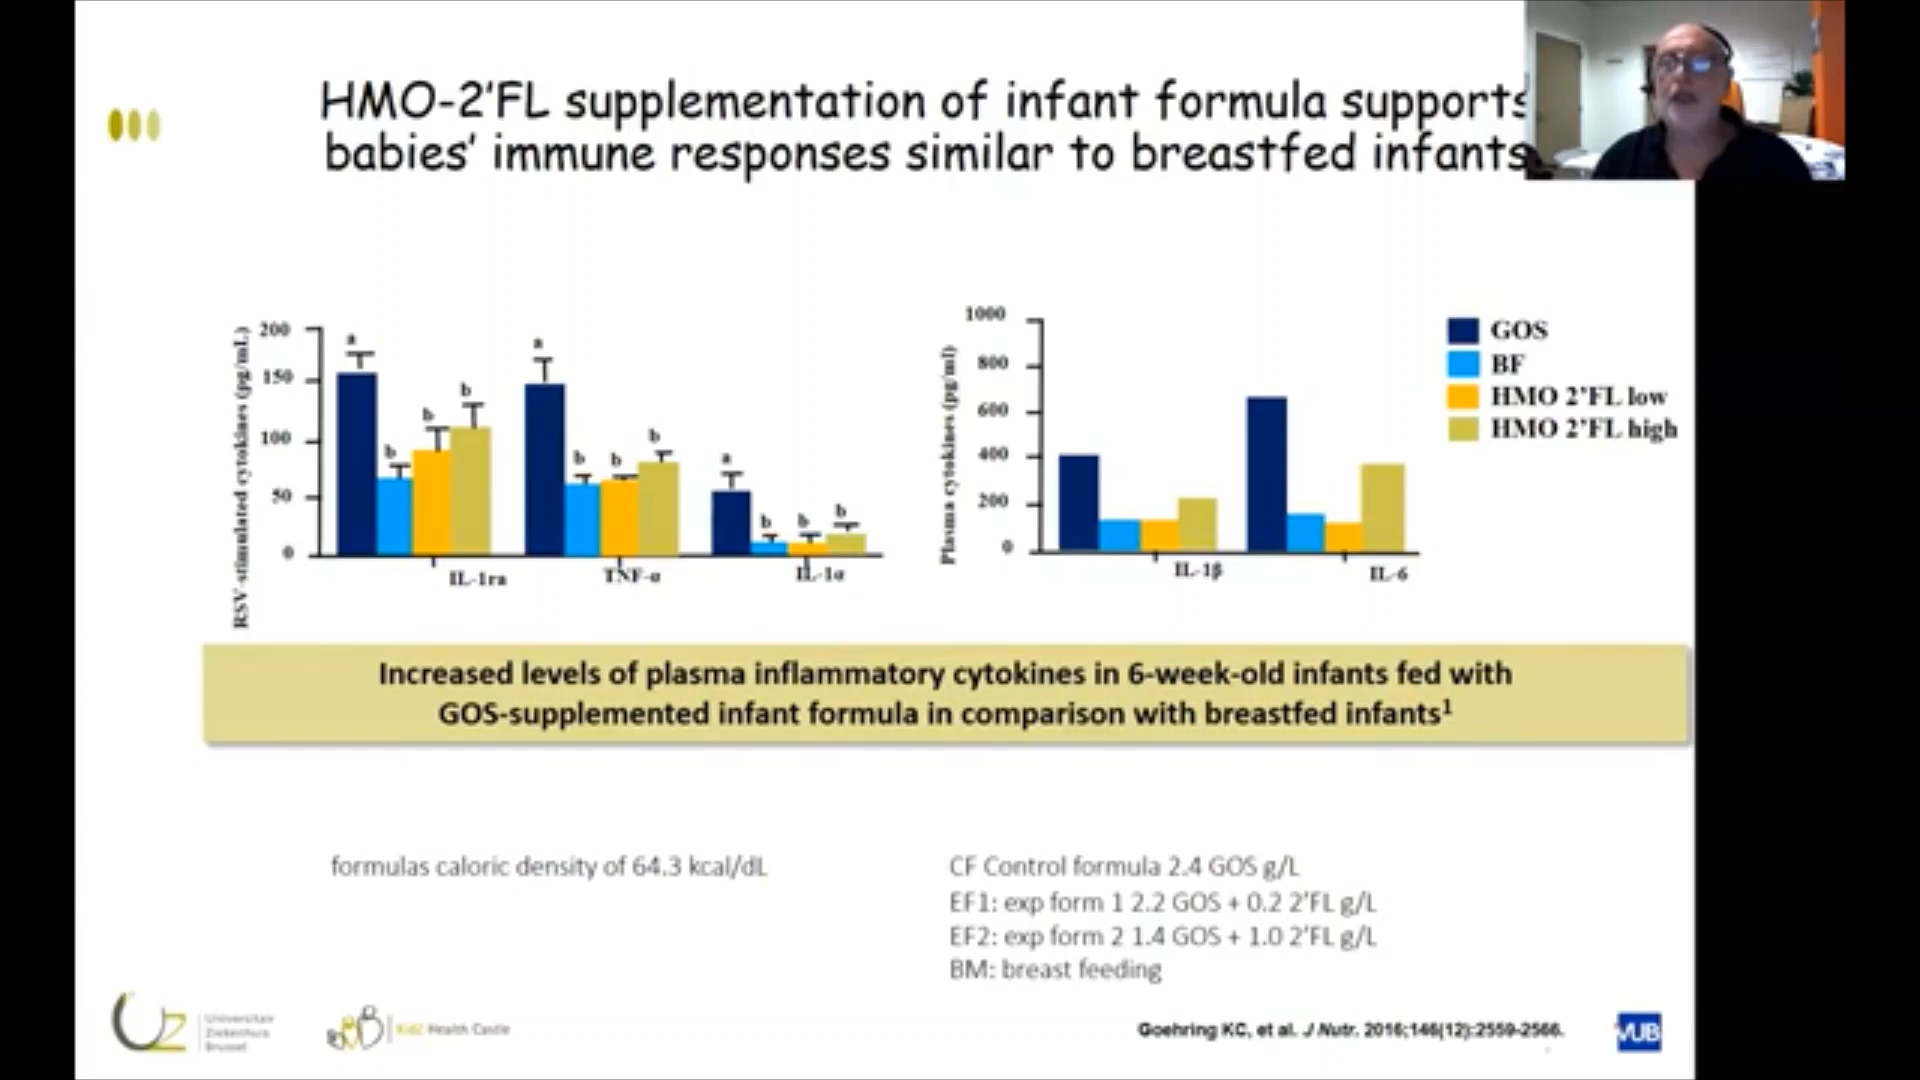 HMO-2'FL supplementation of infant formula supports
babies' immune responses similar to breastfed infants
RSV-stimulated cytokines (pg/mL)
200
150
100
50
0
a
b
b
b
a
b
b
b
a
b
b
b
IL-1ra
TNF-α
IL-1α
Plasma cytokines (pg/ml)
1000
800
600
400
200
0
IL-1β
IL-6
GOS
BF
HMO 2'FL low
HMO 2'FL high
Increased levels of plasma inflammatory cytokines in 6-week-old infants fed with
GOS-supplemented infant formula in comparison with breastfed infants¹
formulas caloric density of 64.3 kcal/dL
CF Control formula 2.4 GOS g/L
EF1: exp form 1 2.2 GOS + 0.2 2'FL g/L
EF2: exp form 2 1.4 GOS + 1.0 2'FL g/L
BM: breast feeding
UZ
Universitair
Ziekenhuis
Brussel
KidZ Health Castle
Goehring KC, et al. J Nutr. 2016;146(12):2559-2566.
VUB